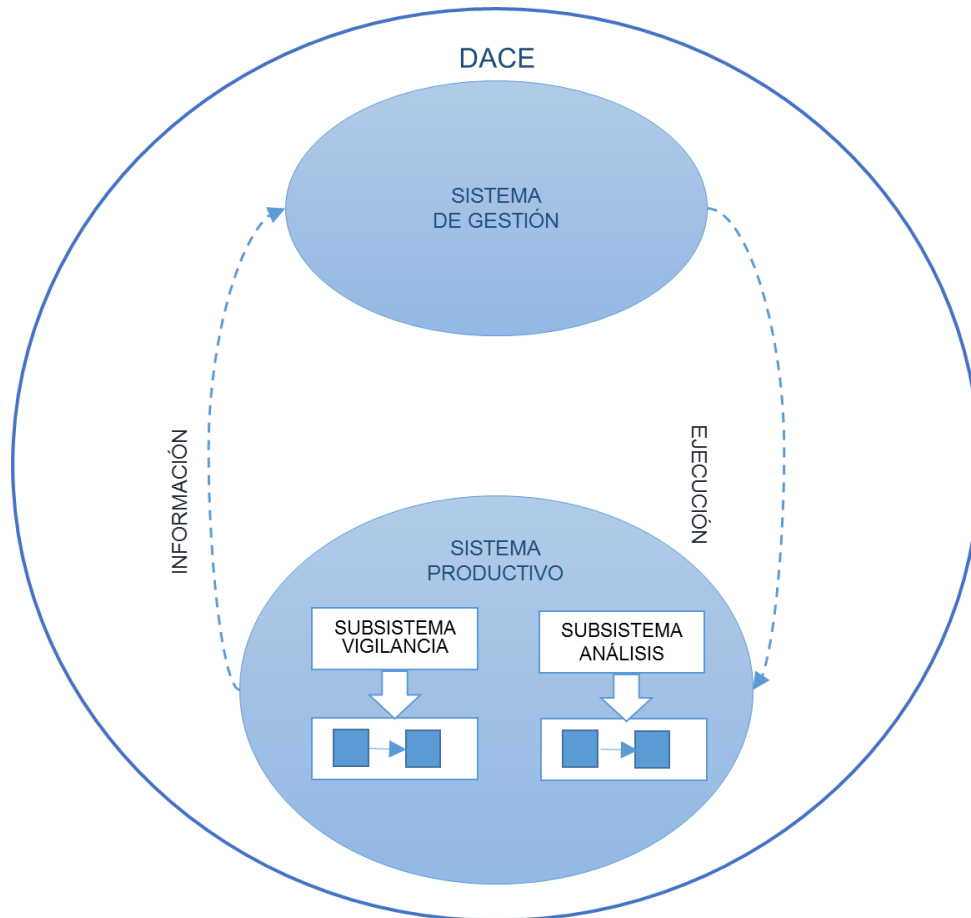 DACE
SISTEMA
DE GESTIÓN
INFORMACIÓN
EJECUCIÓN
SISTEMA
PRODUCTIVO
SUBSISTEMA
VIGILANCIA
SUBSISTEMA
ANÁLISIS